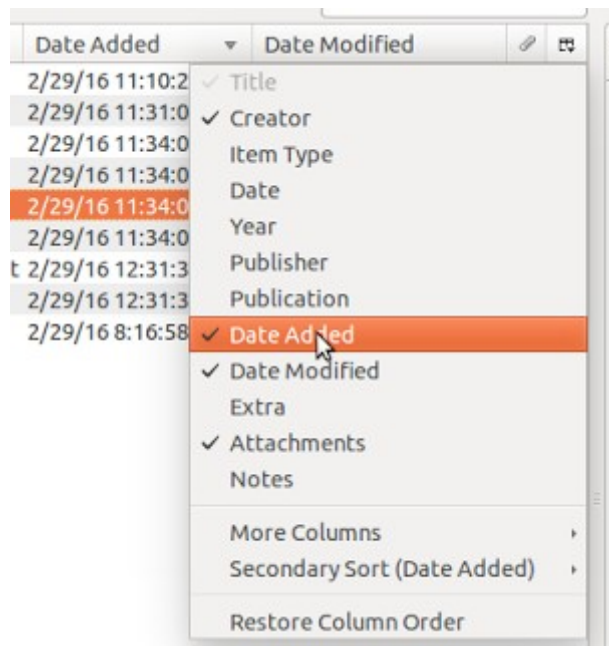 Date Added Date Modified
2/29/16 11:10:2
2/29/16 11:31:0
2/29/16 11:34:0
2/29/16 11:34:0
2/29/16 11:34:0
2/29/16 11:34:0
t 2/29/16 12:31:3
2/29/16 12:31:3
2/29/16 8:16:58
Title
Creator
Item Type
Date
Year
Publisher
Publication
Date Added
Date Modified
Extra
Attachments
Notes
More Columns
Secondary Sort (Date Added)
Restore Column Order